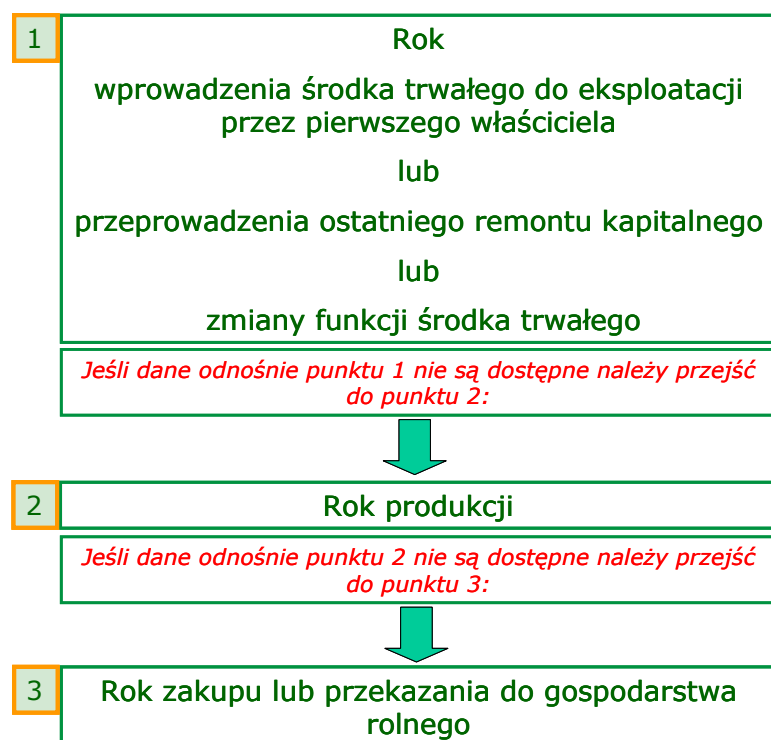 1
Rok
wprowadzenia środka trwałego do eksploatacji
przez pierwszego właściciela
lub
przeprowadzenia ostatniego remontu kapitalnego
lub
zmiany funkcji środka trwałego
Jeśli dane odnośnie punktu 1 nie są dostępne należy przejść
do punktu 2:
2
Rok produkcji
Jeśli dane odnośnie punktu 2 nie są dostępne należy przejść
do punktu 3:
3
Rok zakupu lub przekazania do gospodarstwa
rolnego